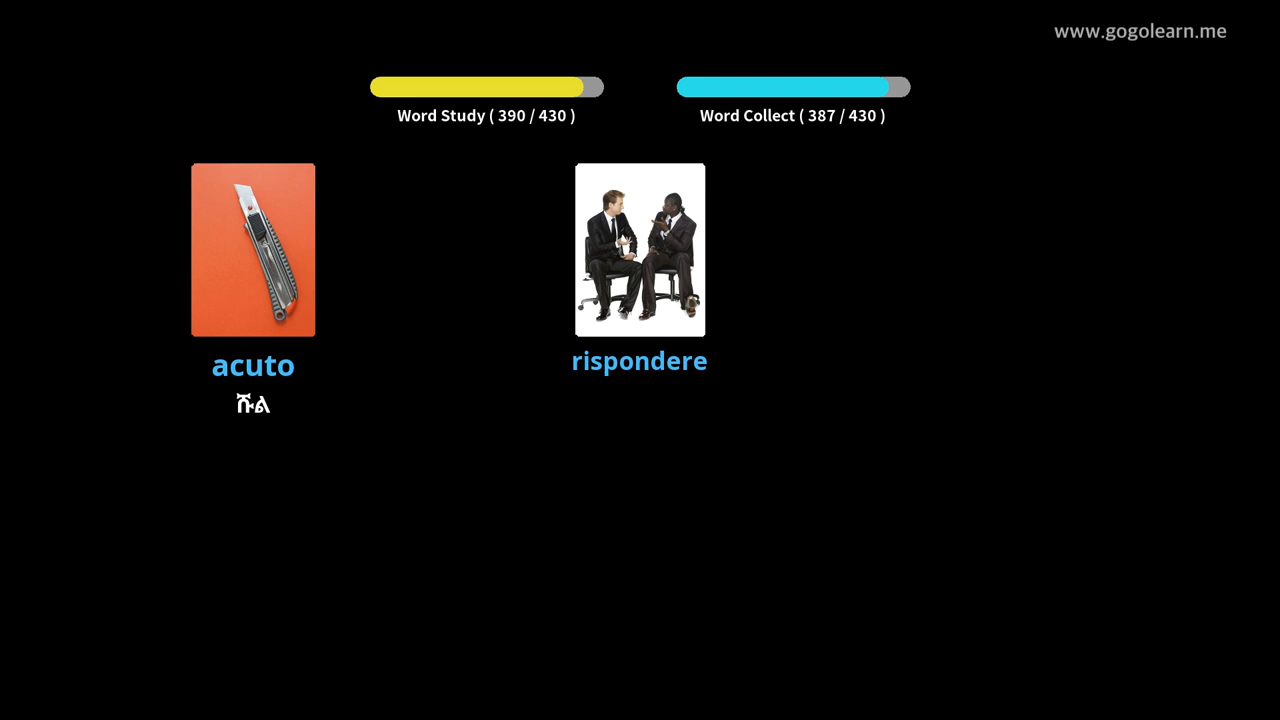 www.gogolearn.me
Word Study ( 390 / 430 )
Word Collect ( 387 / 430 )
acuto
ሹል
rispondere